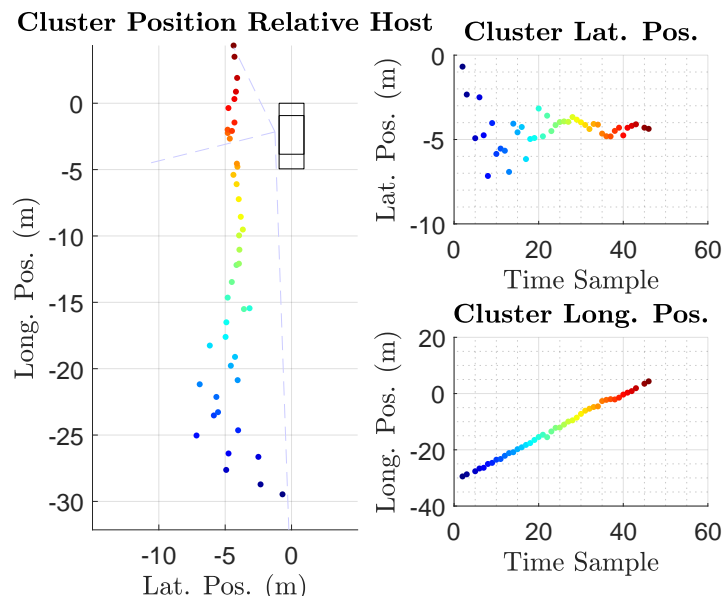 Cluster Position Relative Host
0
-5
-10
-15
-20
-25
-30
Long. Pos. (m)
-10 -5 0
Lat. Pos. (m)
Cluster Lat. Pos.
0
-5
-10
Lat. Pos. (m)
0 20 40 60
Time Sample
Cluster Long. Pos.
20
0
-20
-40
Long. Pos. (m)
0 20 40 60
Time Sample